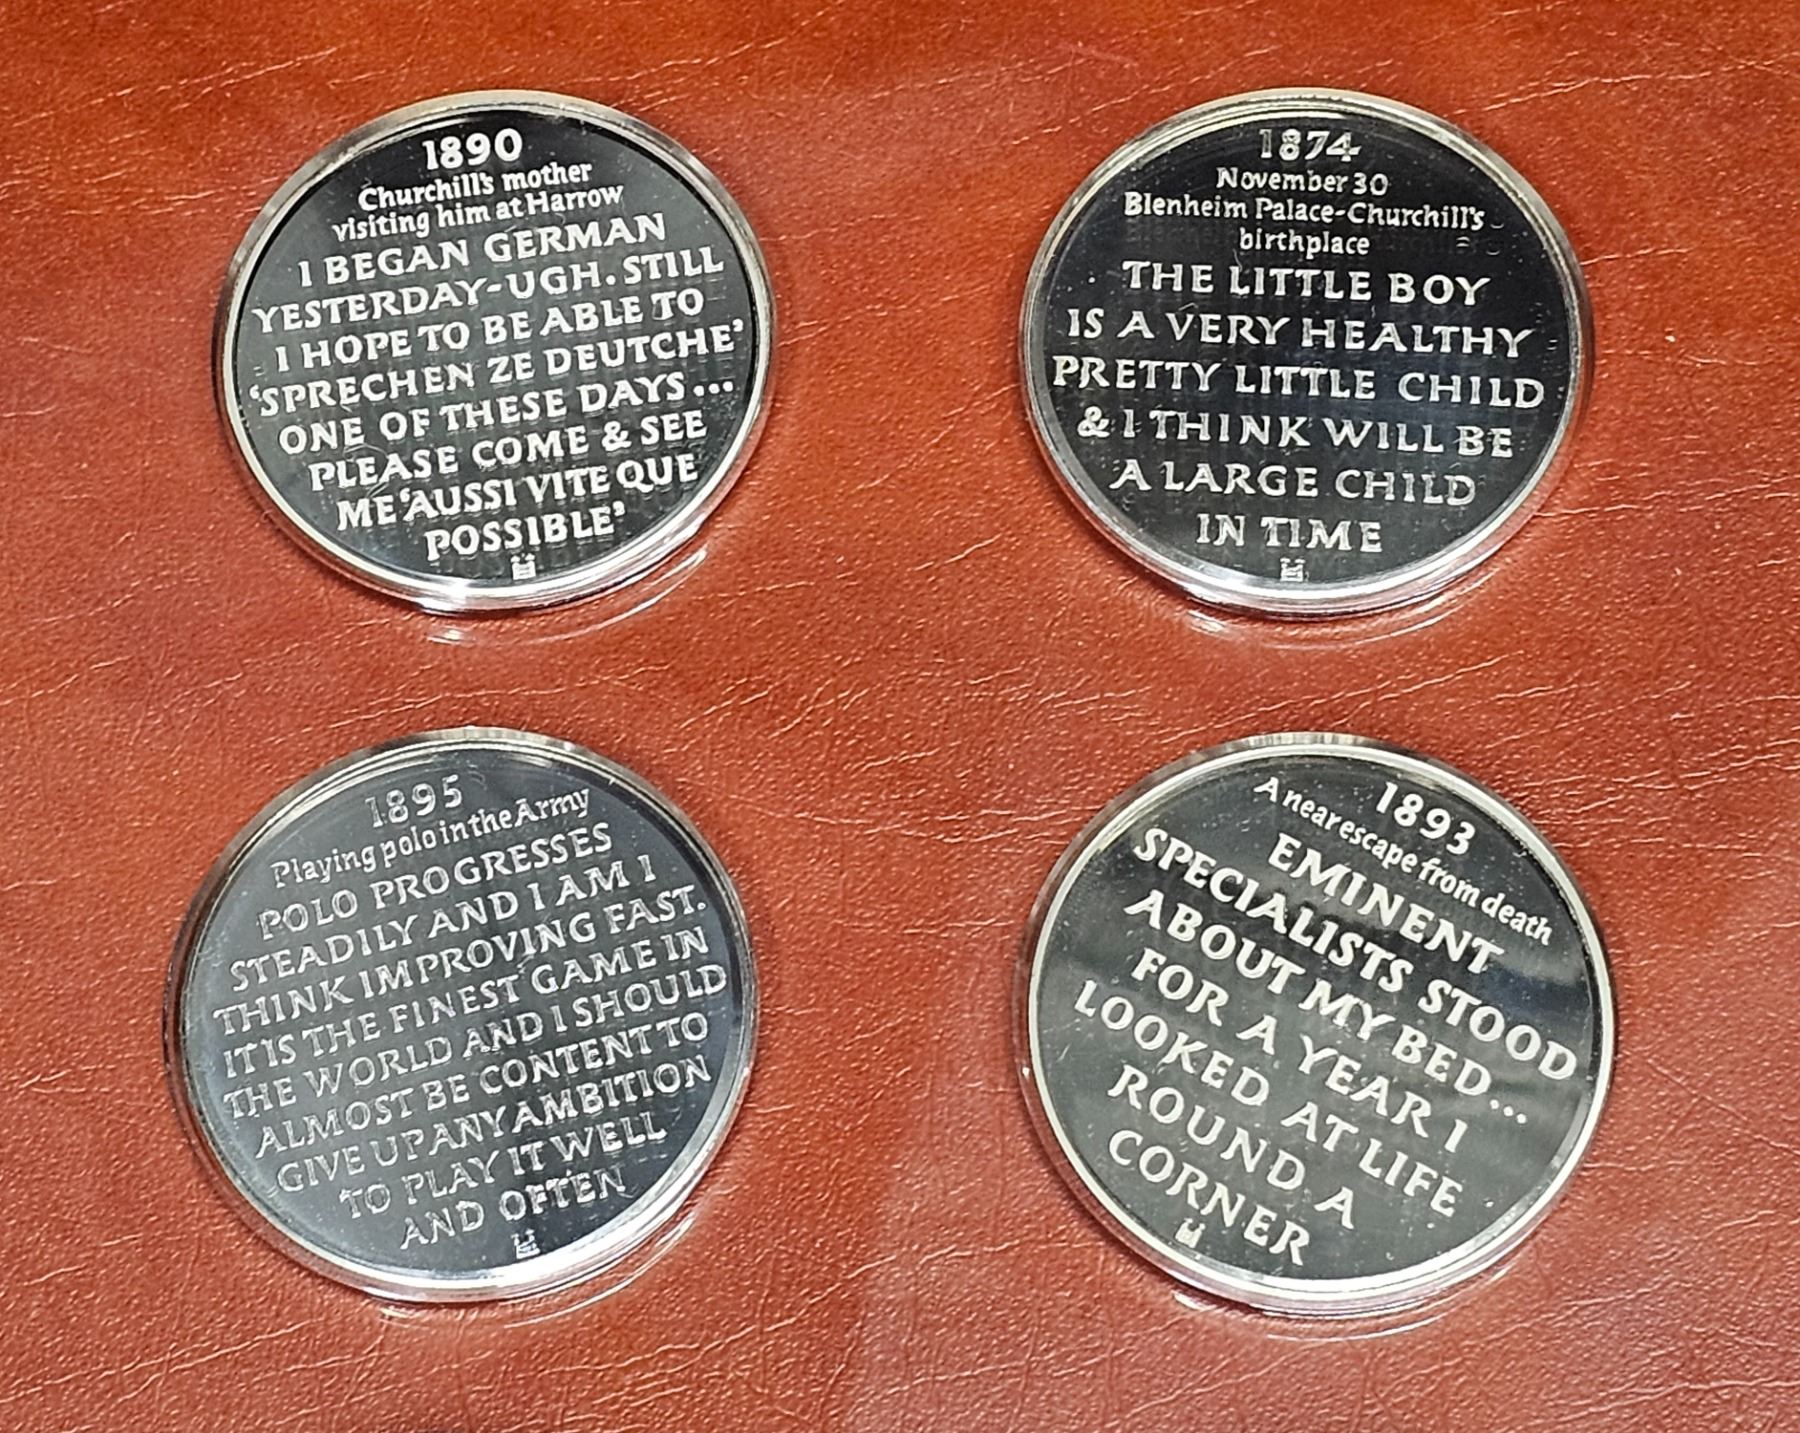 1890
Churchill's mother
visiting him at Harrow
I BEGAN GERMAN
YESTERDAY-UGH. STILL
I HOPE TO BE ABLE TO
‘SPRECHEN ZE DEUTCHE’
ONE OF THESE DAYS...
PLEASE COME & SEE
ME ‘AUSSI VITE QUE
POSSIBLE’
1874
November 30
Blenheim Palace-Churchill's
birthplace
THE LITTLE BOY
IS A VERY HEALTHY
PRETTY LITTLE CHILD
& I THINK WILL BE
A LARGE CHILD
IN TIME
1895
Playing polo in the Army
POLO PROGRESSES
STEADILY AND I AM I
THINK IMPROVING FAST.
IT IS THE FINEST GAME IN
THE WORLD AND I SHOULD
ALMOST BE CONTENT TO
GIVE UP ANY AMBITION
TO PLAY IT WELL
AND OFTEN
1893
A near escape from death
EMINENT
SPECIALISTS STOOD
ABOUT MY BED...
FOR A YEAR I
LOOKED AT LIFE
ROUND A
CORNER